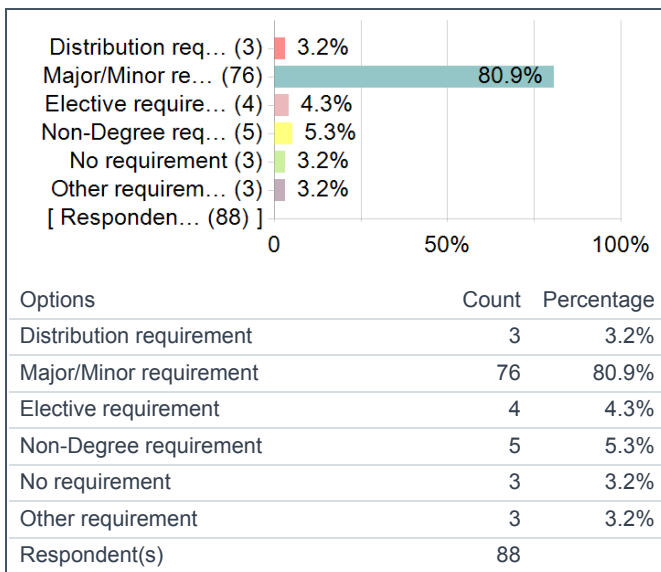 Distribution req… (3) 3.2%
Major/Minor re… (76) 80.9%
Elective require… (4) 4.3%
Non-Degree req… (5) 5.3%
No requirement (3) 3.2%
Other requirem… (3) 3.2%
[ Responden… (88) ]
0 50% 100%
Options Count Percentage
Distribution requirement 3 3.2%
Major/Minor requirement 76 80.9%
Elective requirement 4 4.3%
Non-Degree requirement 5 5.3%
No requirement 3 3.2%
Other requirement 3 3.2%
Respondent(s) 88